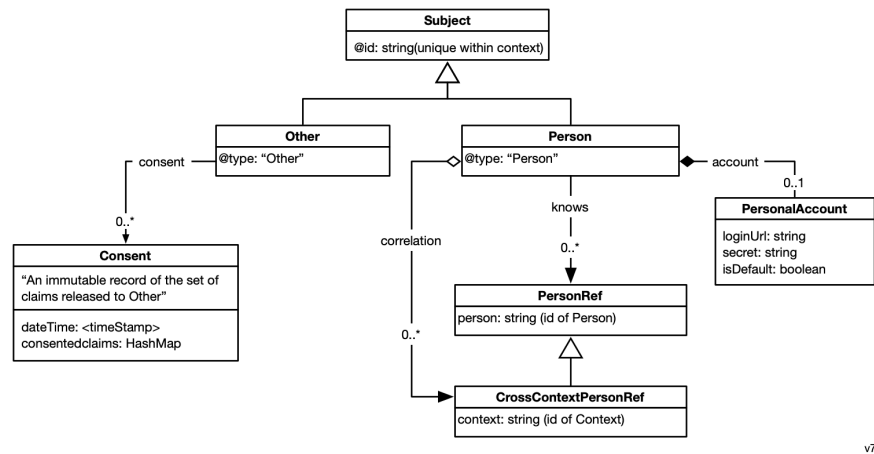 Subject
@id: string(unique within context)
Other
@type: “Other”
Person
@type: “Person”
consent
account
0..*
0..1
knows
PersonalAccount
loginUrl: string
secret: string
isDefault: boolean
correlation
0..*
Consent
“An immutable record of the set of
claims released to Other”
dateTime: <timeStamp>
consentedclaims: HashMap
PersonRef
person: string (id of Person)
0..*
CrossContextPersonRef
context: string (id of Context)
v7